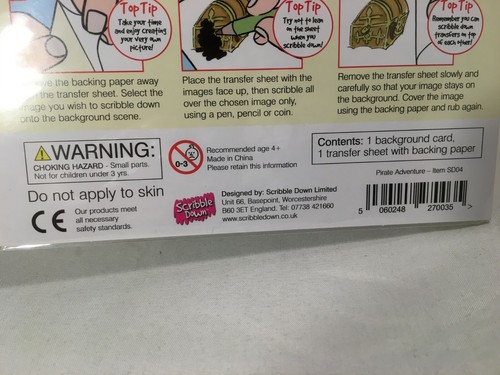 Top Tip
Take your time
and enjoy creating
your very own
picture!
Top Tip
Try not to lean
on the sheet
when you
scribble down!
Top Tip
Remember you can
scribble down
transfers on top
of each other!
the backing paper away
the transfer sheet. Select the
you wish to scribble down
onto the background scene.
Place the transfer sheet with the
images face up, then scribble all
over the chosen image only,
using a pen, pencil or coin.
Remove the transfer sheet slowly and
carefully so that your image stays on
the background. Cover the image
using the backing paper and rub again.
WARNING:
CHOKING HAZARD - Small parts.
Not for children under 3 yrs.
0-3
Recommended age 4+
Made in China
Please retain this information
Contents: 1 background card,
1 transfer sheet with backing paper
Do not apply to skin
CE
Our products meet
all necessary
safety standards.
Scribble
Down
Designed by: Scribble Down Limited
Unit 66, Basepoint, Worcestershire
B60 3ET England. Tel: 07738 421660
www.scribbledown.co.uk
Pirate Adventure – Item SD04
5 060248 270035 >